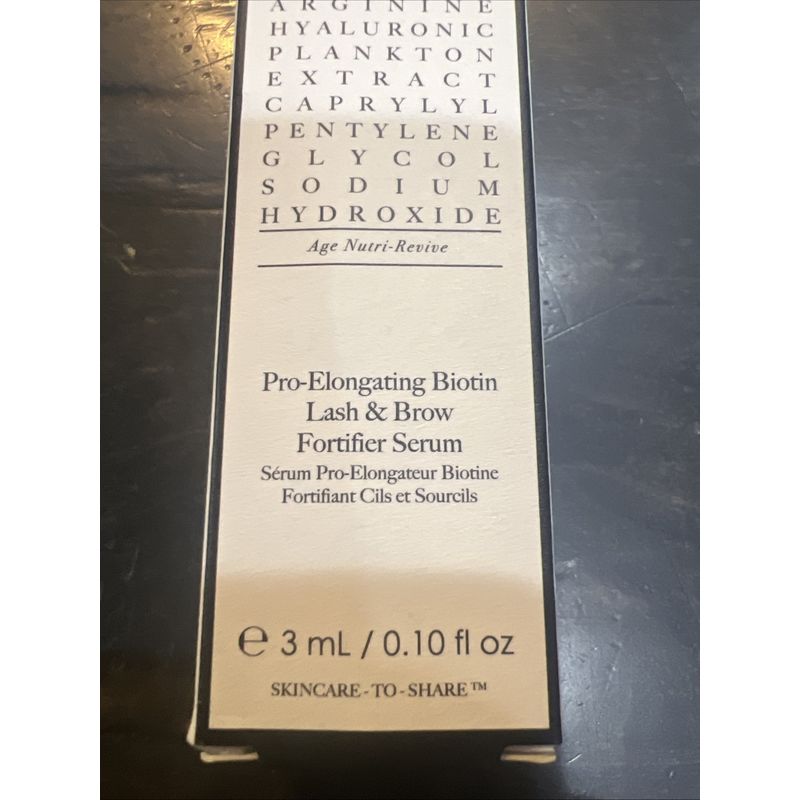 ARGININE
HYALURONIC
PLANKTON
EXTRACT
CAPRYLYL
PENTYLENE
GLYCOL
SODIUM
HYDROXIDE
Age Nutri-Revive
Pro-Elongating Biotin
Lash & Brow
Fortifier Serum
Sérum Pro-Elongateur Biotine
Fortifiant Cils et Sourcils
℮ 3 mL / 0.10 fl oz
SKINCARE-TO-SHARE™